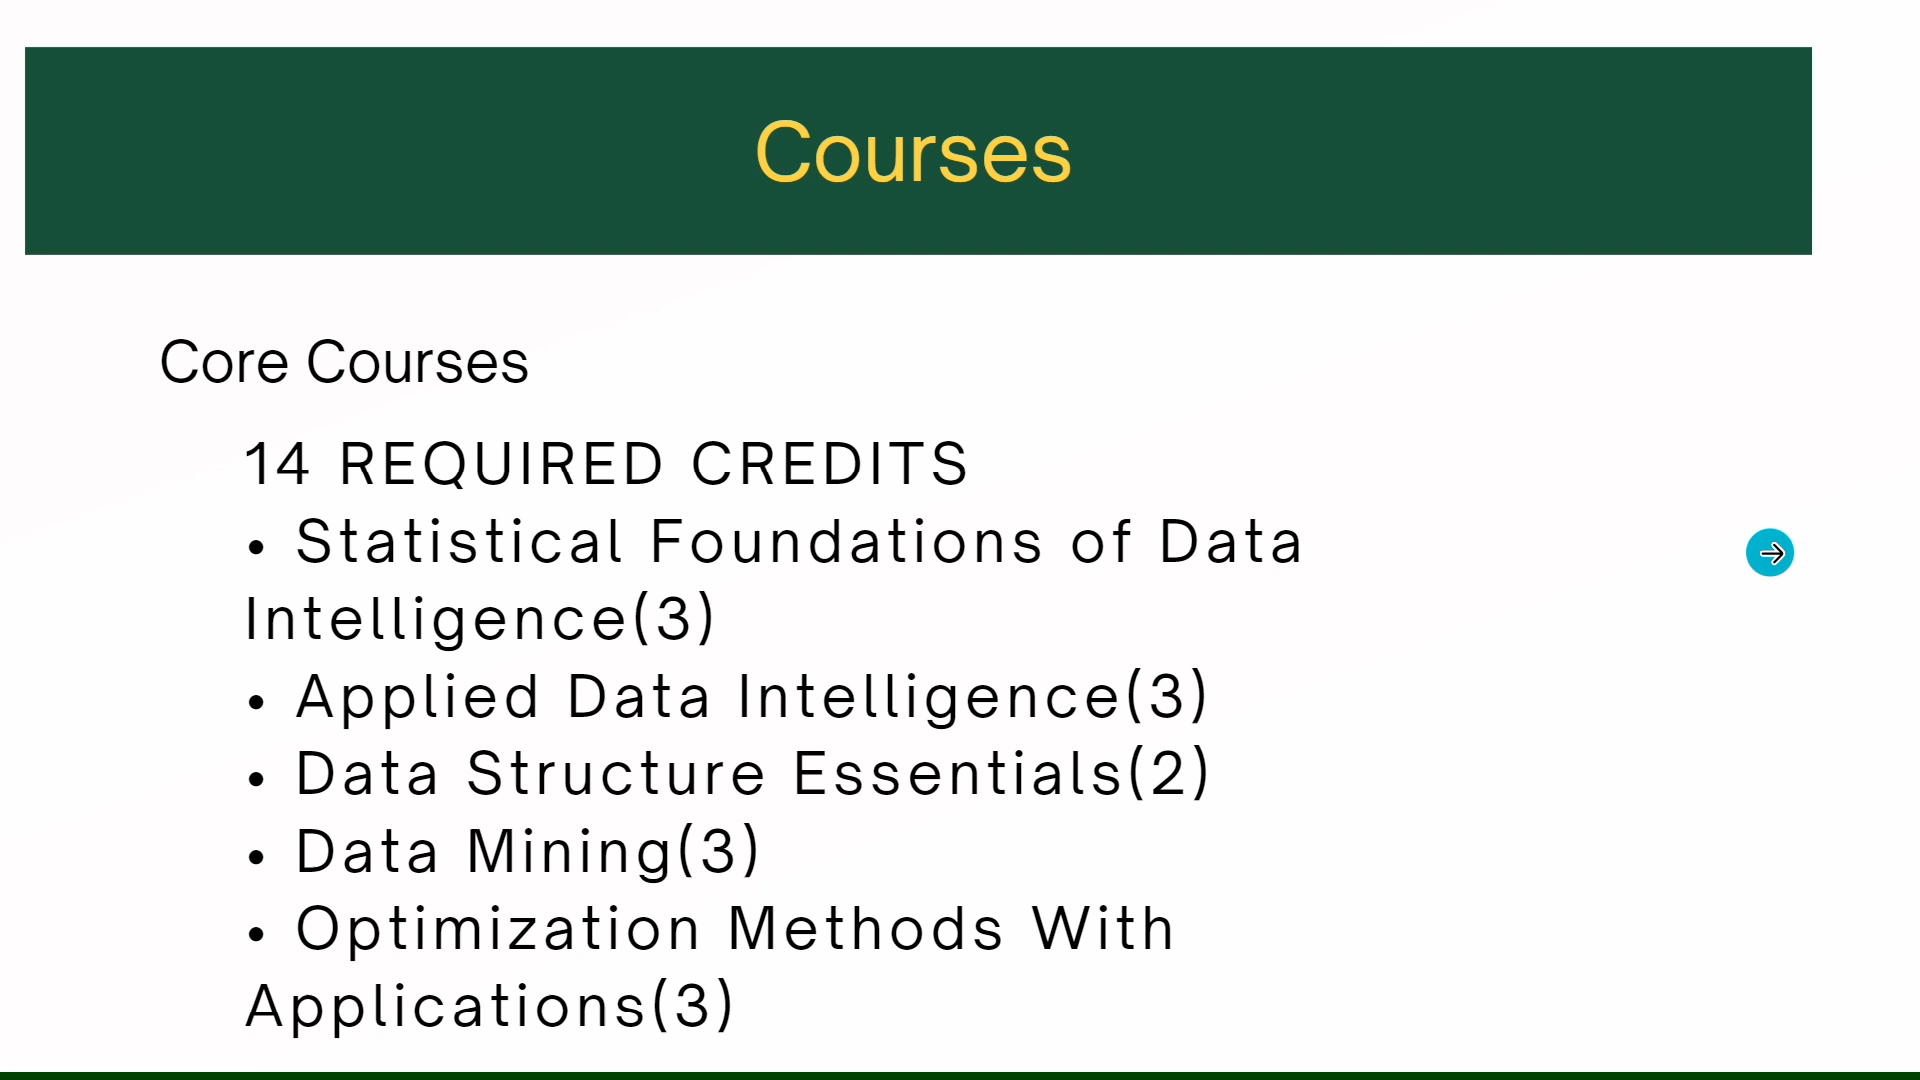 Courses
Core Courses
14 REQUIRED CREDITS
• Statistical Foundations of Data
Intelligence(3)
• Applied Data Intelligence(3)
• Data Structure Essentials(2)
• Data Mining(3)
• Optimization Methods With
Applications(3)